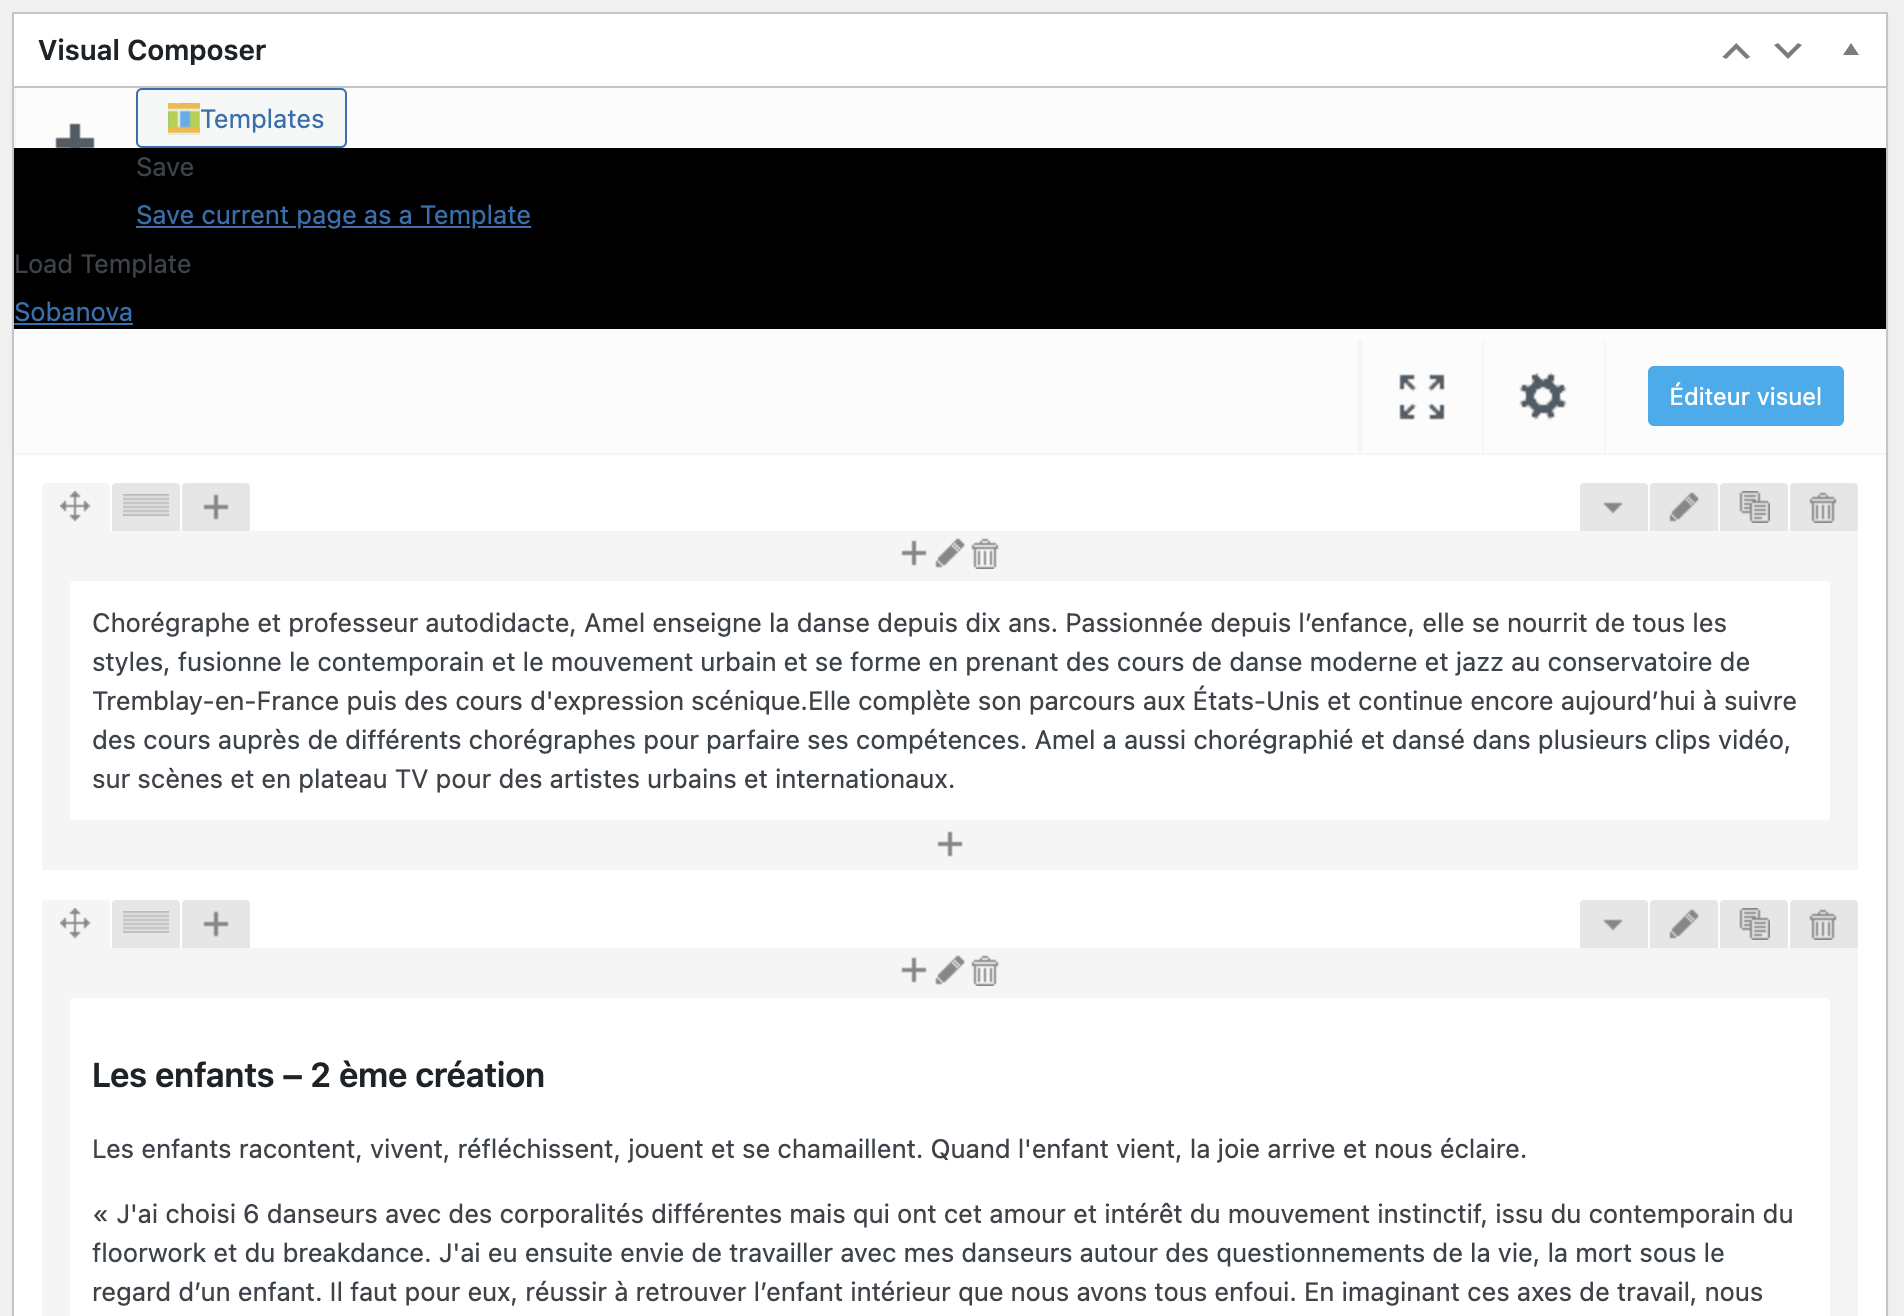 Visual Composer
Templates
Save
Save current page as a Template
Load Template
Sobanova
Éditeur visuel
Chorégraphe et professeur autodidacte, Amel enseigne la danse depuis dix ans. Passionnée depuis l’enfance, elle se nourrit de tous les
styles, fusionne le contemporain et le mouvement urbain et se forme en prenant des cours de danse moderne et jazz au conservatoire de
Tremblay-en-France puis des cours d'expression scénique.Elle complète son parcours aux États-Unis et continue encore aujourd’hui à suivre
des cours auprès de différents chorégraphes pour parfaire ses compétences. Amel a aussi chorégraphié et dansé dans plusieurs clips vidéo,
sur scènes et en plateau TV pour des artistes urbains et internationaux.
Les enfants – 2 ème création
Les enfants racontent, vivent, réfléchissent, jouent et se chamaillent. Quand l'enfant vient, la joie arrive et nous éclaire.
« J'ai choisi 6 danseurs avec des corporalités différentes mais qui ont cet amour et intérêt du mouvement instinctif, issu du contemporain du
floorwork et du breakdance. J'ai eu ensuite envie de travailler avec mes danseurs autour des questionnements de la vie, la mort sous le
regard d’un enfant. Il faut pour eux, réussir à retrouver l’enfant intérieur que nous avons tous enfoui. En imaginant ces axes de travail, nous